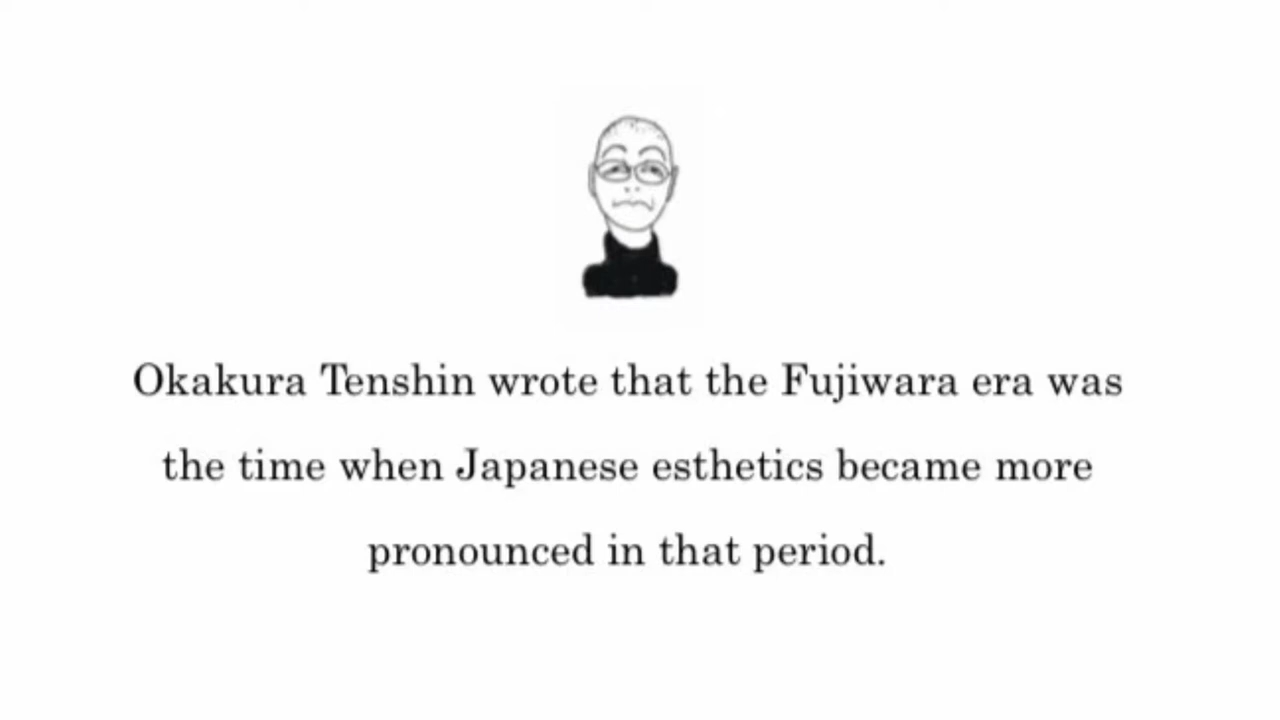 Okakura Tenshin wrote that the Fujiwara era was
the time when Japanese esthetics became more
pronounced in that period.